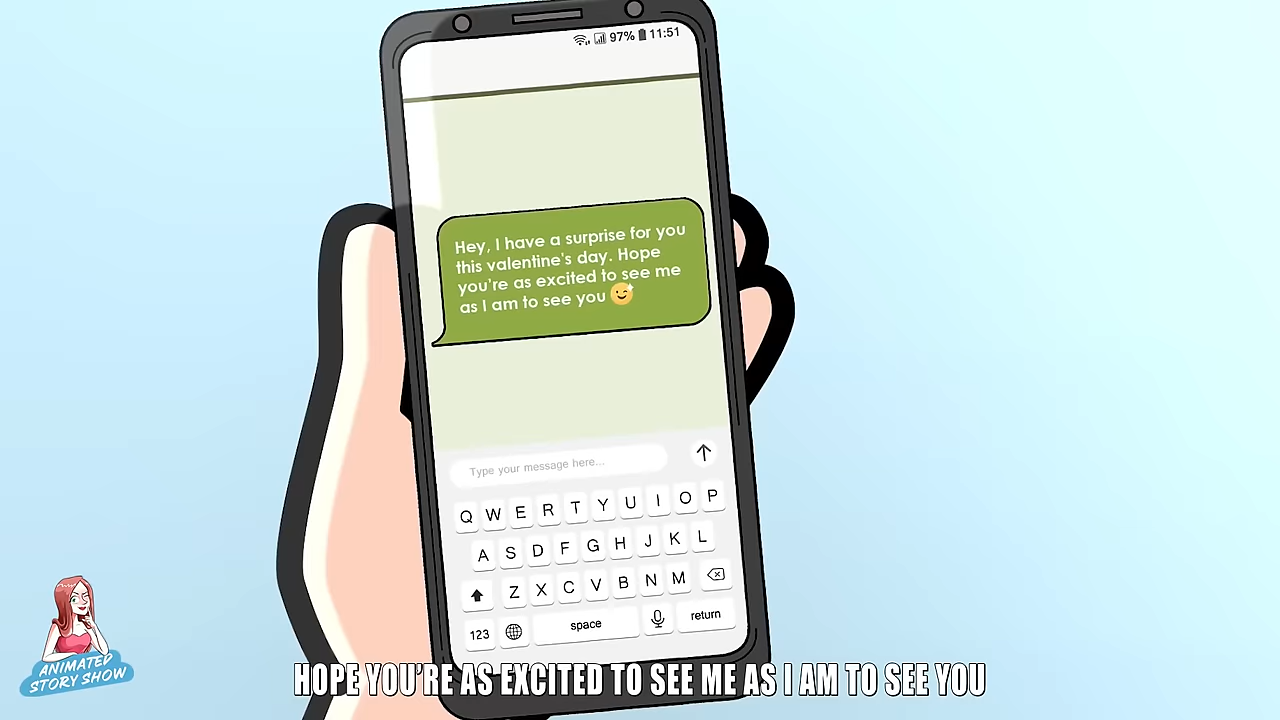 97% 11:51
Hey, I have a surprise for you
this valentine's day. Hope
you're as excited to see me
as I am to see you 😉
Type your message here...
Q W E R T Y U I O P
A S D F G H J K L
Z X C V B N M
123 space return
HOPE YOU'RE AS EXCITED TO SEE ME AS I AM TO SEE YOU
ANIMATED
STORY SHOW